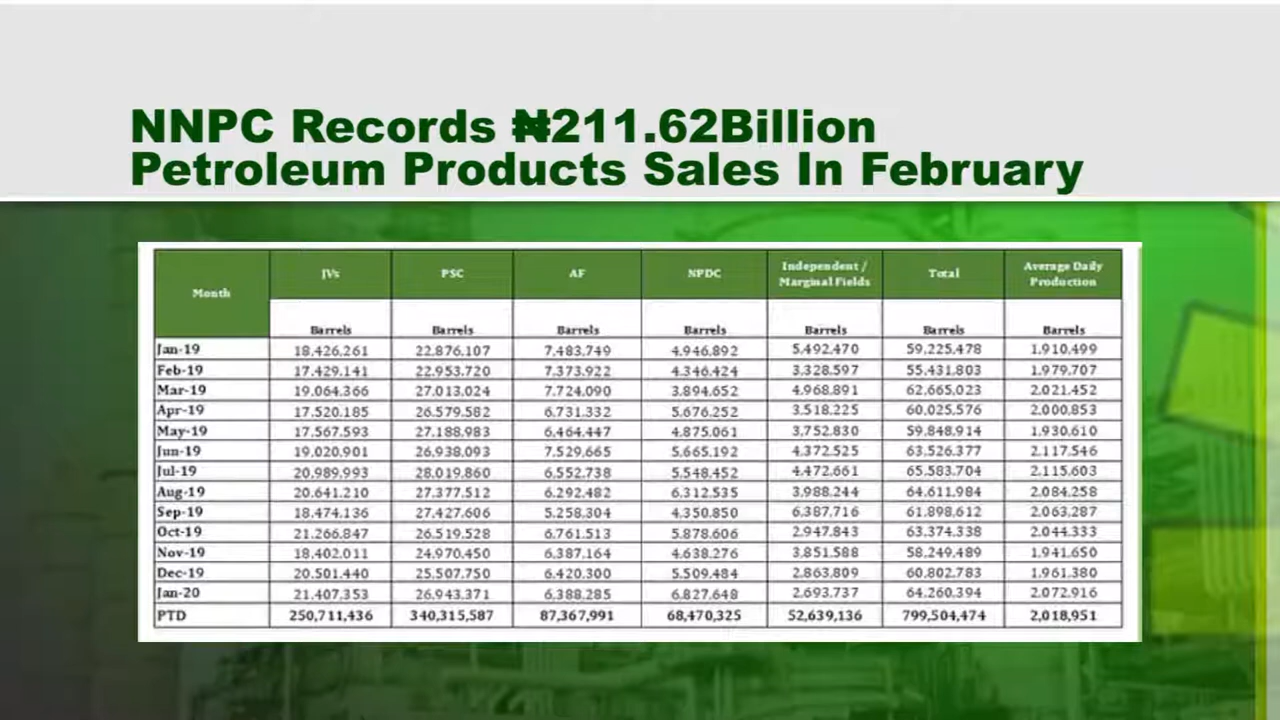 NNPC Records ₦211.62Billion
Petroleum Products Sales In February
Month JVs PSC AF NPDC Independent / Marginal Fields Total Average Daily Production
Barrels Barrels Barrels Barrels Barrels Barrels Barrels
Jan-19 18,426,261 22,876,107 7,483,749 4,946,892 5,492,470 59,225,478 1,910,499
Feb-19 17,429,141 22,953,720 7,373,922 4,346,424 3,328,597 55,431,803 1,979,707
Mar-19 19,064,366 27,013,024 7,724,090 3,894,652 4,968,891 62,665,023 2,021,452
Apr-19 17,520,185 26,579,582 6,731,332 5,676,252 3,518,225 60,025,576 2,000,853
May-19 17,567,593 27,188,983 6,464,447 4,875,061 3,752,830 59,848,914 1,930,610
Jun-19 19,020,901 26,938,093 7,529,665 5,665,192 4,372,525 63,526,377 2,117,546
Jul-19 20,989,993 28,019,860 6,552,738 5,548,452 4,472,661 65,583,704 2,115,603
Aug-19 20,641,210 27,377,512 6,292,482 6,312,535 3,988,244 64,611,984 2,084,258
Sep-19 18,474,136 27,427,606 5,258,304 4,350,850 6,387,716 61,898,612 2,063,287
Oct-19 21,266,847 26,519,528 6,761,513 5,878,606 2,947,843 63,374,338 2,044,333
Nov-19 18,402,011 24,970,450 6,387,164 4,638,276 3,851,588 58,249,489 1,941,650
Dec-19 20,501,440 25,507,750 6,420,300 5,509,484 2,863,809 60,802,783 1,961,380
Jan-20 21,407,353 26,943,371 6,388,285 6,827,648 2,693,737 64,260,394 2,072,916
PTD 250,711,436 340,315,587 87,367,991 68,470,325 52,639,136 799,504,474 2,018,951